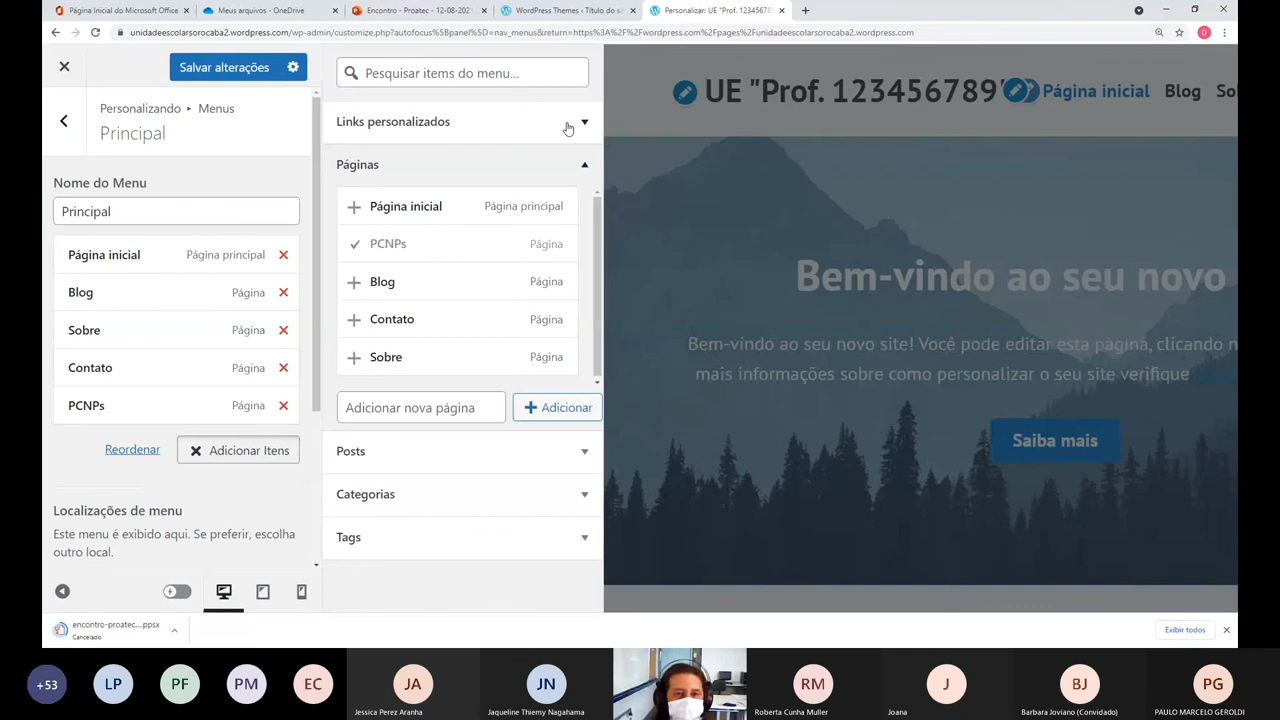 Página Inicial do Microsoft Office
Meus arquivos - OneDrive
Encontro - Proatec - 12-08-2021
WordPress Themes ‹ Título do si
Personalizar: UE "Prof. 123456789"
unidadeescolarsorocaba2.wordpress.com/wp-admin/customize.php?autofocus%5Bpanel%5D=nav_menus&return=https%3A%2F%2Fwordpress.com%2Fpages%2Funidadeescolarsorocaba2.wordpress.com
D
Salvar alterações
Personalizando ▸ Menus
Principal
Nome do Menu
Principal
Página inicial Página principal
Blog Página
Sobre Página
Contato Página
PCNPs Página
Reordenar
Adicionar Itens
Localizações de menu
Este menu é exibido aqui. Se preferir, escolha
outro local.
Pesquisar items do menu...
Links personalizados
Páginas
Página inicial Página principal
PCNPs Página
Blog Página
Contato Página
Sobre Página
Adicionar nova página
Adicionar
Posts
Categorias
Tags
UE "Prof. 123456789"
Página inicial Blog So
Bem-vindo ao seu novo
Bem-vindo ao seu novo site! Você pode editar esta página, clicando n
mais informações sobre como personalizar o seu site verifique
Saiba mais
encontro-proatec....ppsx
Cancelado
Exibir todos
+53
LP
PF
PM
EC
JA
Jessica Perez Aranha
JN
Jaqueline Thiemy Nagahama
RM
Roberta Cunha Muller
J
Joana
BJ
Barbara Joviano (Convidado)
PG
PAULO MARCELO GEROLDI